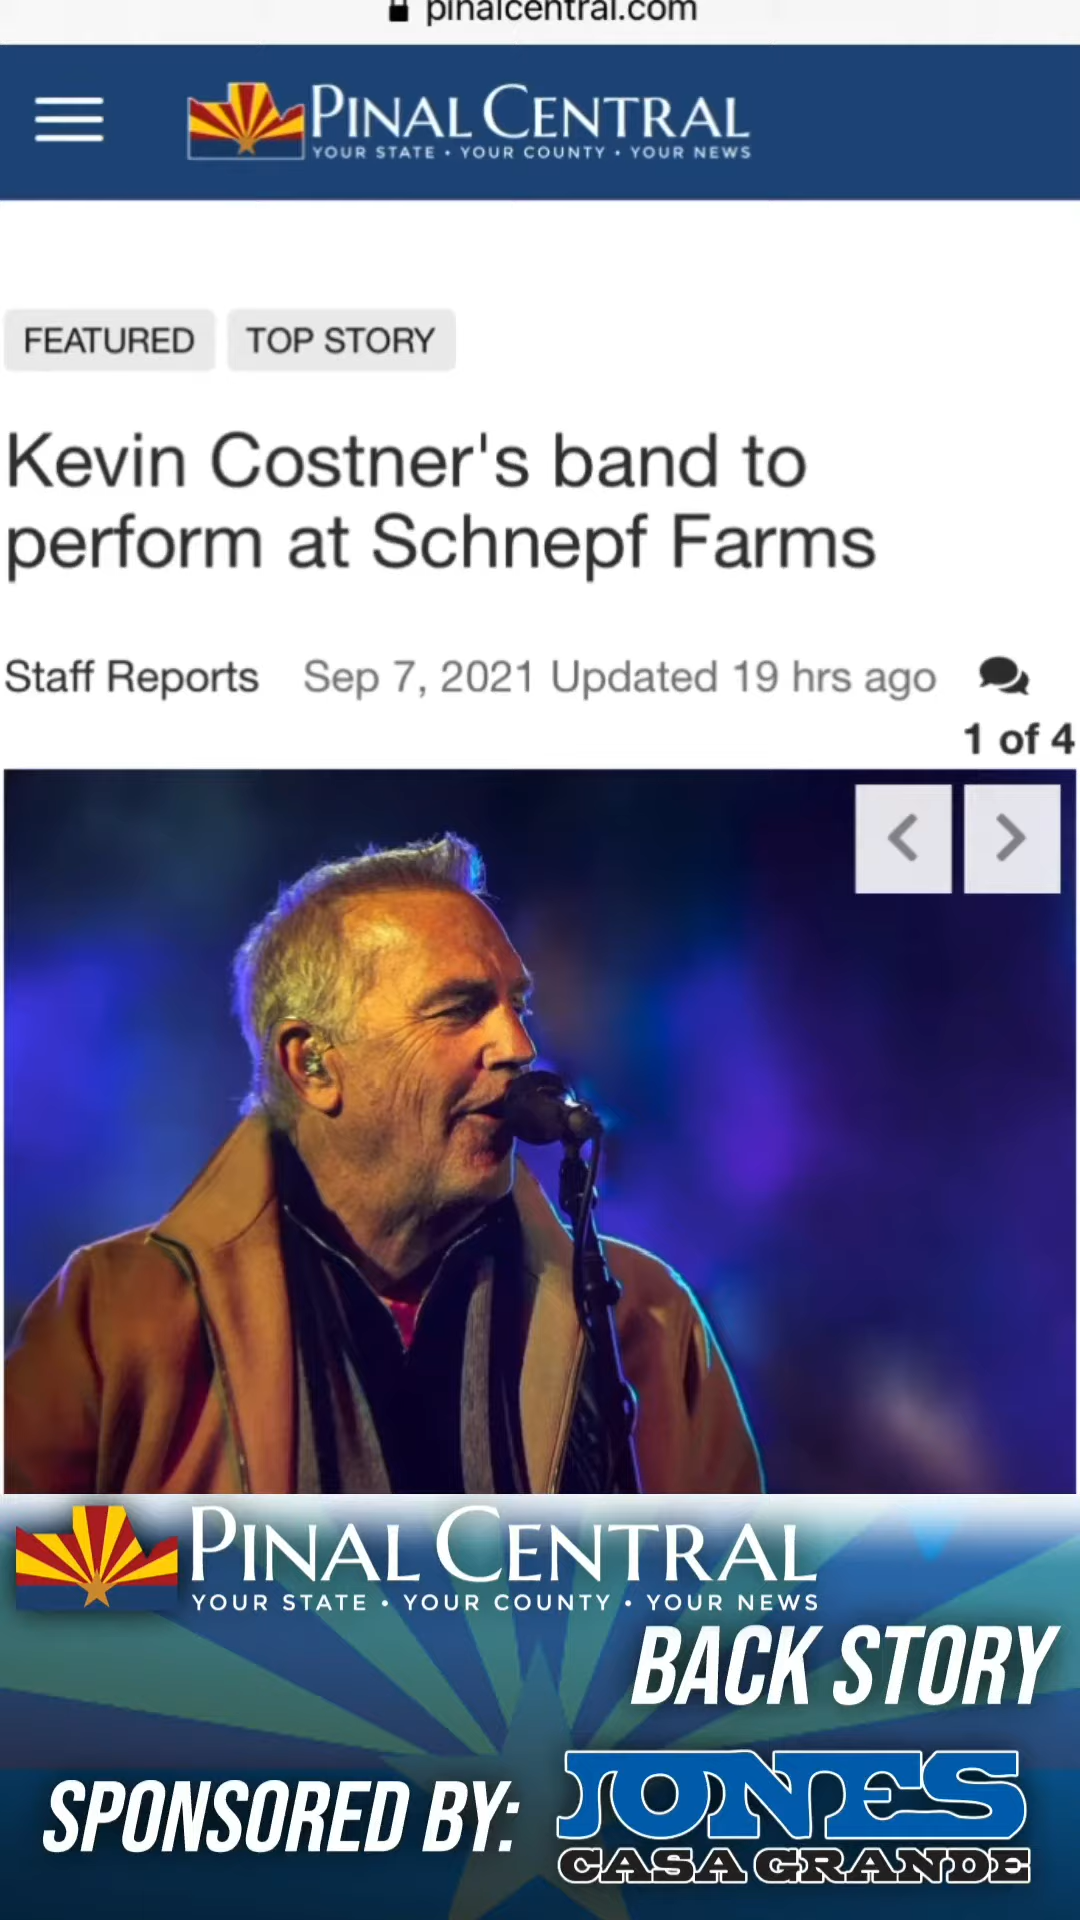 pinalcentral.com
PINAL CENTRAL
YOUR STATE • YOUR COUNTY • YOUR NEWS
FEATURED TOP STORY
Kevin Costner's band to
perform at Schnepf Farms
Staff Reports Sep 7, 2021 Updated 19 hrs ago
1 of 4
PINAL CENTRAL
YOUR STATE • YOUR COUNTY • YOUR NEWS
BACK STORY
SPONSORED BY:
JONES
CASA GRANDE